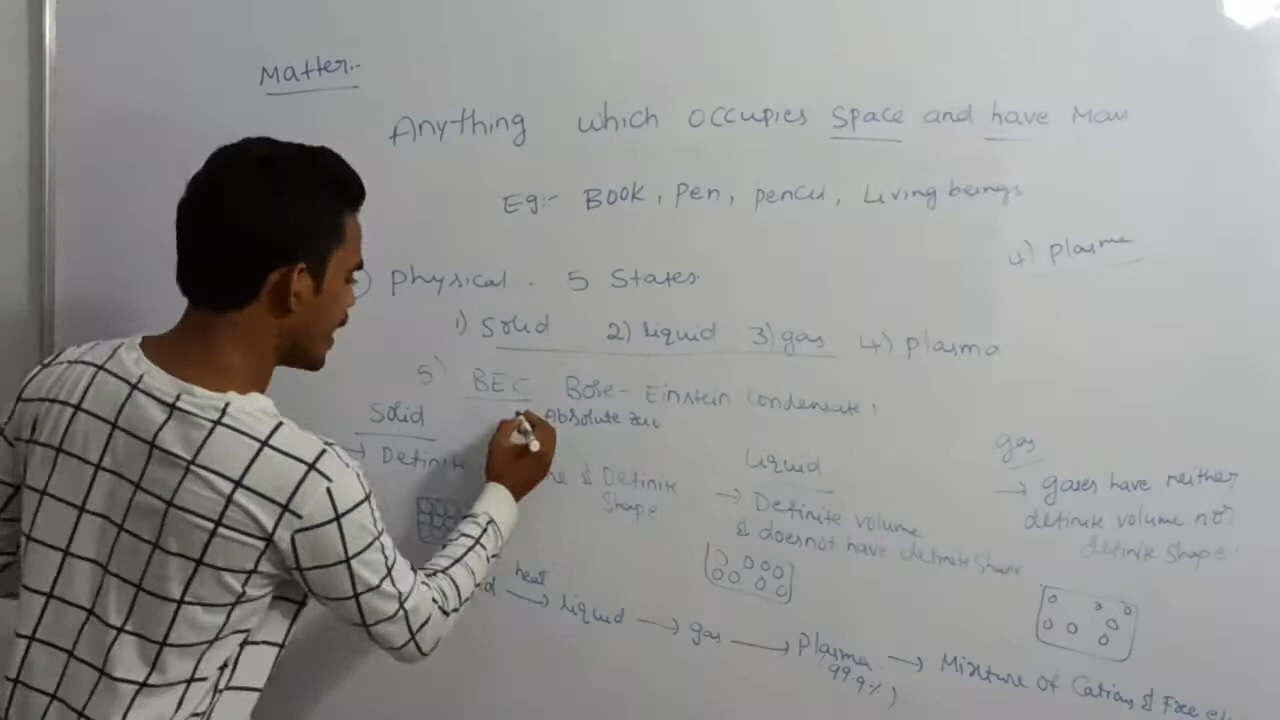 Matter:-
Anything which occupies space and have Mass
Eg:- Book, Pen, Pencil, Living beings
4) Plasma
Physical - 5 States
1) Solid 2) liquid 3) gas 4) plasma
5) BEC Bose-Einstein condensate:
Absolute zero
Solid
→ Definite & Definite
Shape
Liquid
→ Definite volume
& doesnot have definite shape
gas
→ gases have neither
definite volume nor
definite shape.
heat
→ liquid → gas → Plasma → Mixture of Cations & Free
99.9%)